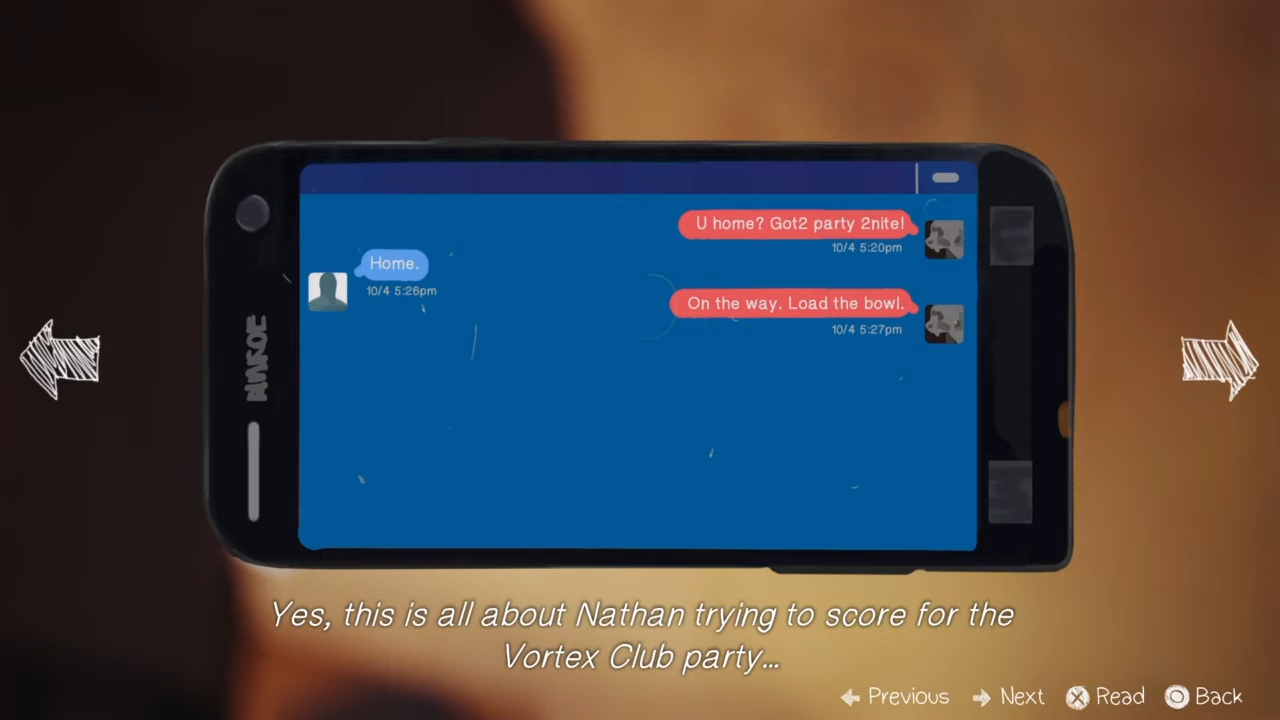 U home? Got2 party 2nite!
10/4 5:20pm
Home.
10/4 5:26pm
On the way. Load the bowl.
10/4 5:27pm
Yes, this is all about Nathan trying to score for the
Vortex Club party...
Previous Next Read Back